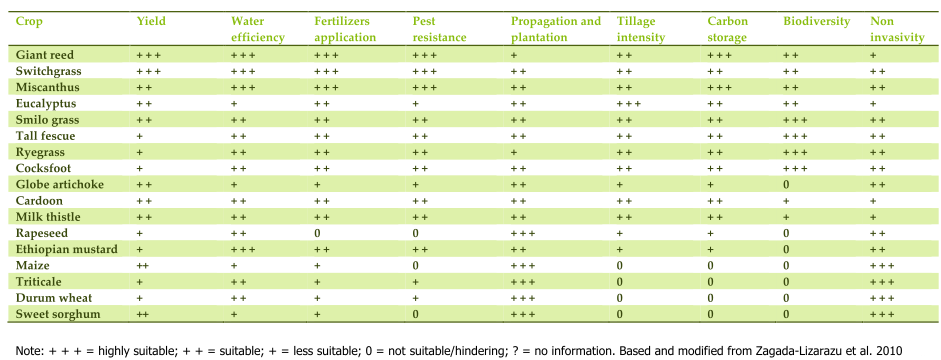 Crop Yield Water efficiency Fertilizers application Pest resistance Propagation and plantation Tillage intensity Carbon storage Biodiversity Non invasivity
Giant reed + + + + + + + + + + + + + + + + + + + + + +
Switchgrass + + + + + + + + + + + + + + + + + + + + + +
Miscanthus + + + + + + + + + + + + + + + + + + + + + +
Eucalyptus + + + + + + + + + + + + + + + +
Smilo grass + + + + + + + + + + + + + + + + + + +
Tall fescue + + + + + + + + + + + + + + + + + +
Ryegrass + + + + + + + + + + + + + + + + +
Cocksfoot + + + + + + + + + + + + + + + + + +
Globe artichoke + + + + + + + + + 0 + +
Cardoon + + + + + + + + + + + + + + + +
Milk thistle + + + + + + + + + + + + + + + +
Rapeseed + + + 0 0 + + + + + 0 + +
Ethiopian mustard + + + + + + + + + + + + + 0 + +
Maize ++ + + 0 + + + 0 0 0 + + +
Triticale + + + + + + + + 0 0 0 + + +
Durum wheat + + + + + + + + 0 0 0 + + +
Sweet sorghum ++ + + 0 + + + 0 0 0 + + +
Note: + + + = highly suitable; + + = suitable; + = less suitable; 0 = not suitable/hindering; ? = no information. Based and modified from Zagada-Lizarazu et al. 2010